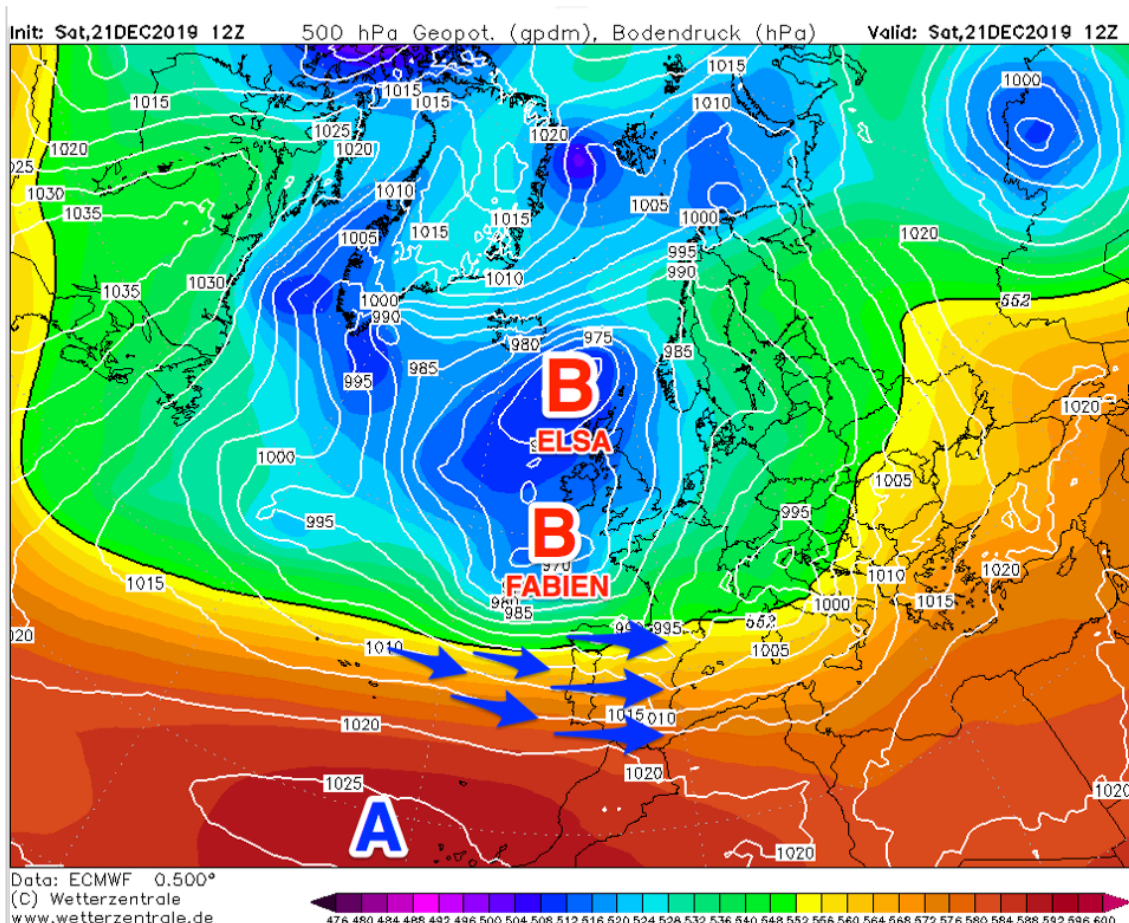 Init: Sat,21DEC2019 12Z 500 hPa Geopot. (gpdm), Bodendruck (hPa) Valid: Sat,21DEC2019 12Z
1015 1015 1000
1015 1015 1010
1025 1020
1020 1020
1030 1010 1005
1035 1015 1015 1000
1005 995 1020
1030 1010 990
1035 1000 552
990 980 975
985 985
995 B 1020
ELSA
1000 1005
995 B 995
970
FABIEN
1015 980 1010 1020
985 1000 1015
995 552
1010 1005
1020 1015 010
1020
1025 1020
A 1020
Data: ECMWF 0.500°
(C) Wetterzentrale
www.wetterzentrale.de
476 480 484 488 492 496 500 504 508 512 516 520 524 528 532 536 540 548 552 556 560 564 568 572 576 580 584 588 592 596 600